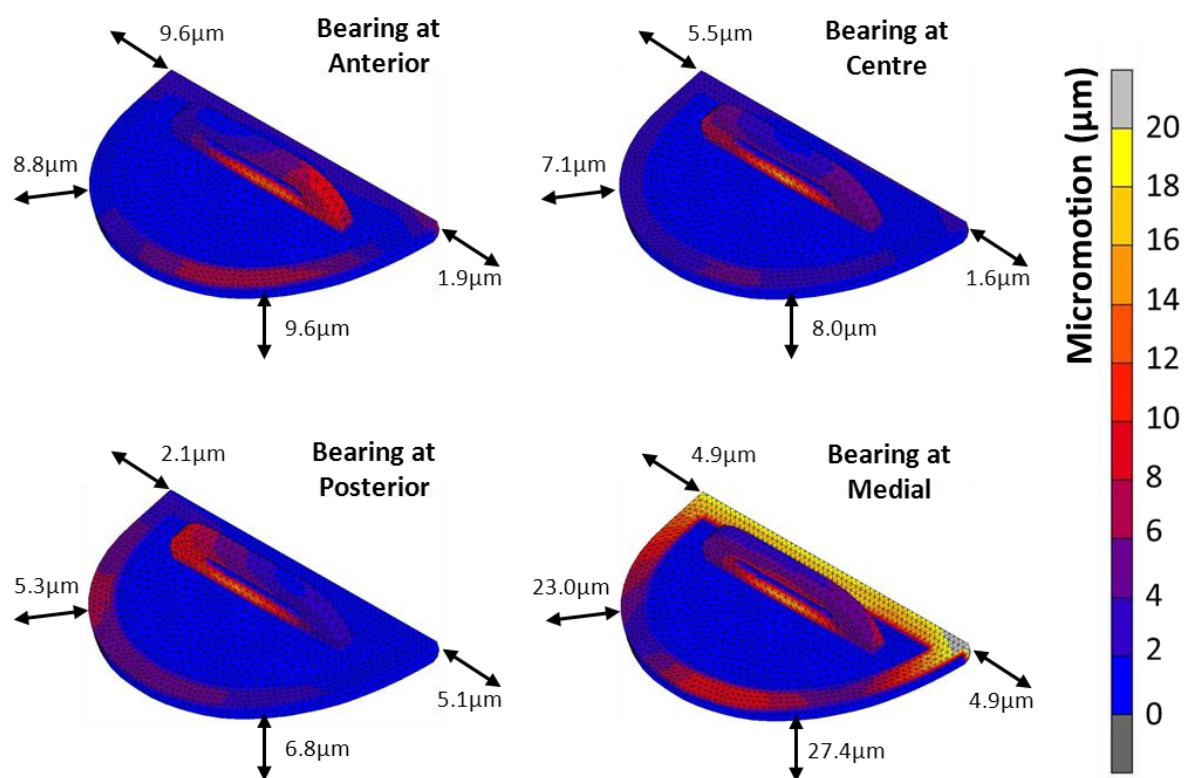 9.6µm
Bearing at
Anterior
8.8µm
1.9µm
9.6µm
5.5µm
Bearing at
Centre
7.1µm
1.6µm
8.0µm
2.1µm
Bearing at
Posterior
5.3µm
5.1µm
6.8µm
4.9µm
Bearing at
Medial
23.0µm
4.9µm
27.4µm
Micromotion (µm)
20
18
16
14
12
10
8
6
4
2
0